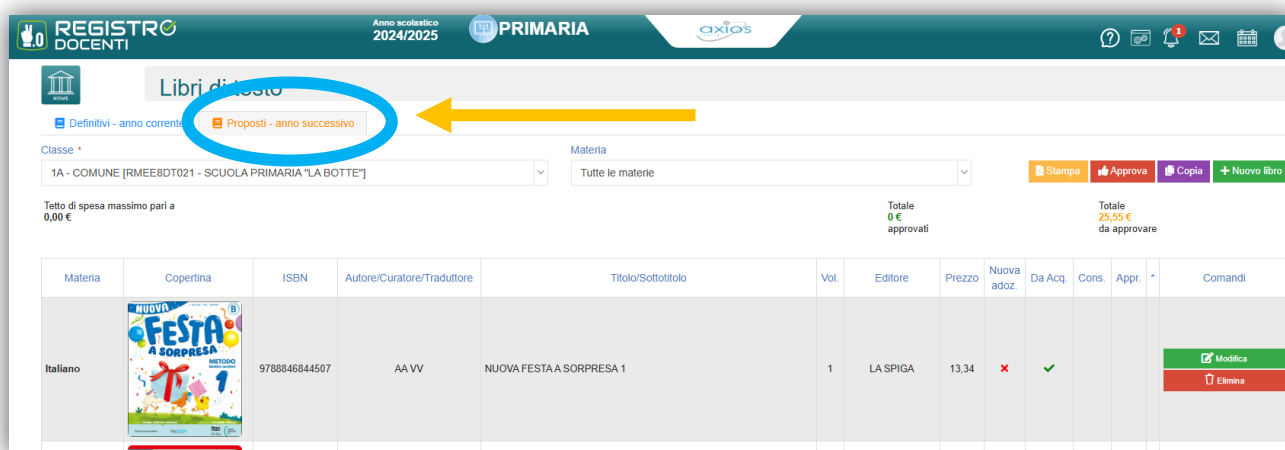 REGISTRO
DOCENTI
Anno scolastico
2024/2025
PRIMARIA
axios
1
HOME
Libri di testo
Definitivi - anno corrente
Proposti - anno successivo
Classe *
Materia
1A - COMUNE [RMEE8DT021 - SCUOLA PRIMARIA "LA BOTTE"]
Tutte le materie
Stampa
Approva
Copia
+ Nuovo libro
Tetto di spesa massimo pari a
0,00 €
Totale
0 €
approvati
Totale
25,55 €
da approvare
Materia Copertina ISBN Autore/Curatore/Traduttore Titolo/Sottotitolo Vol. Editore Prezzo Nuova adoz. Da Acq. Cons. Appr. * Comandi
NUOVA
B
FESTA
A SORPRESA
METODO
1
Italiano 9788846844507 AA VV NUOVA FESTA A SORPRESA 1 1 LA SPIGA 13,34
Modifica
Elimina